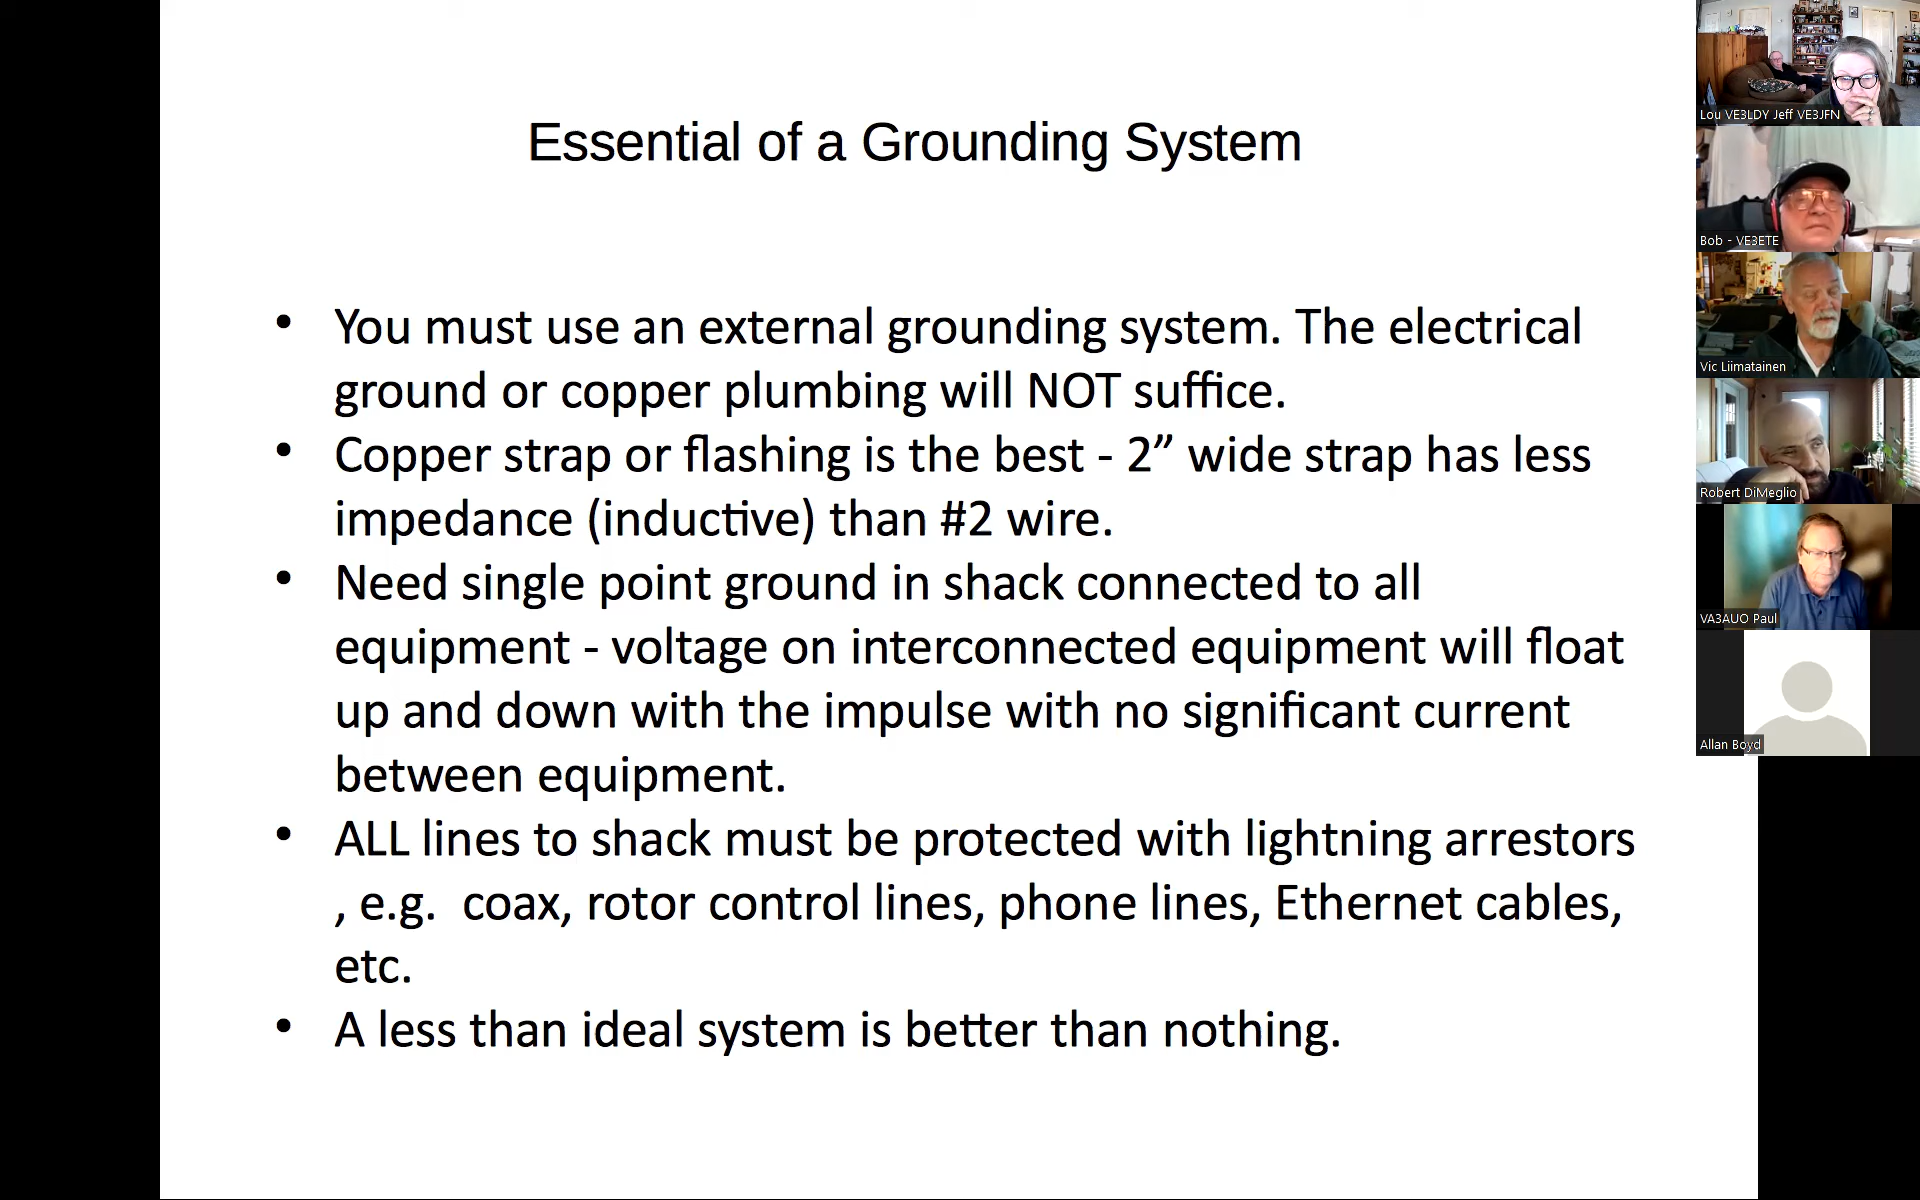 Essential of a Grounding System
• You must use an external grounding system. The electrical
ground or copper plumbing will NOT suffice.
• Copper strap or flashing is the best - 2” wide strap has less
impedance (inductive) than #2 wire.
• Need single point ground in shack connected to all
equipment - voltage on interconnected equipment will float
up and down with the impulse with no significant current
between equipment.
• ALL lines to shack must be protected with lightning arrestors
, e.g.  coax, rotor control lines, phone lines, Ethernet cables,
etc.
• A less than ideal system is better than nothing.
Lou VE3LDY Jeff VE3JFN
Bob - VE3ETE
Vic Liimatainen
Robert DiMeglio
VA3AUO Paul
Allan Boyd